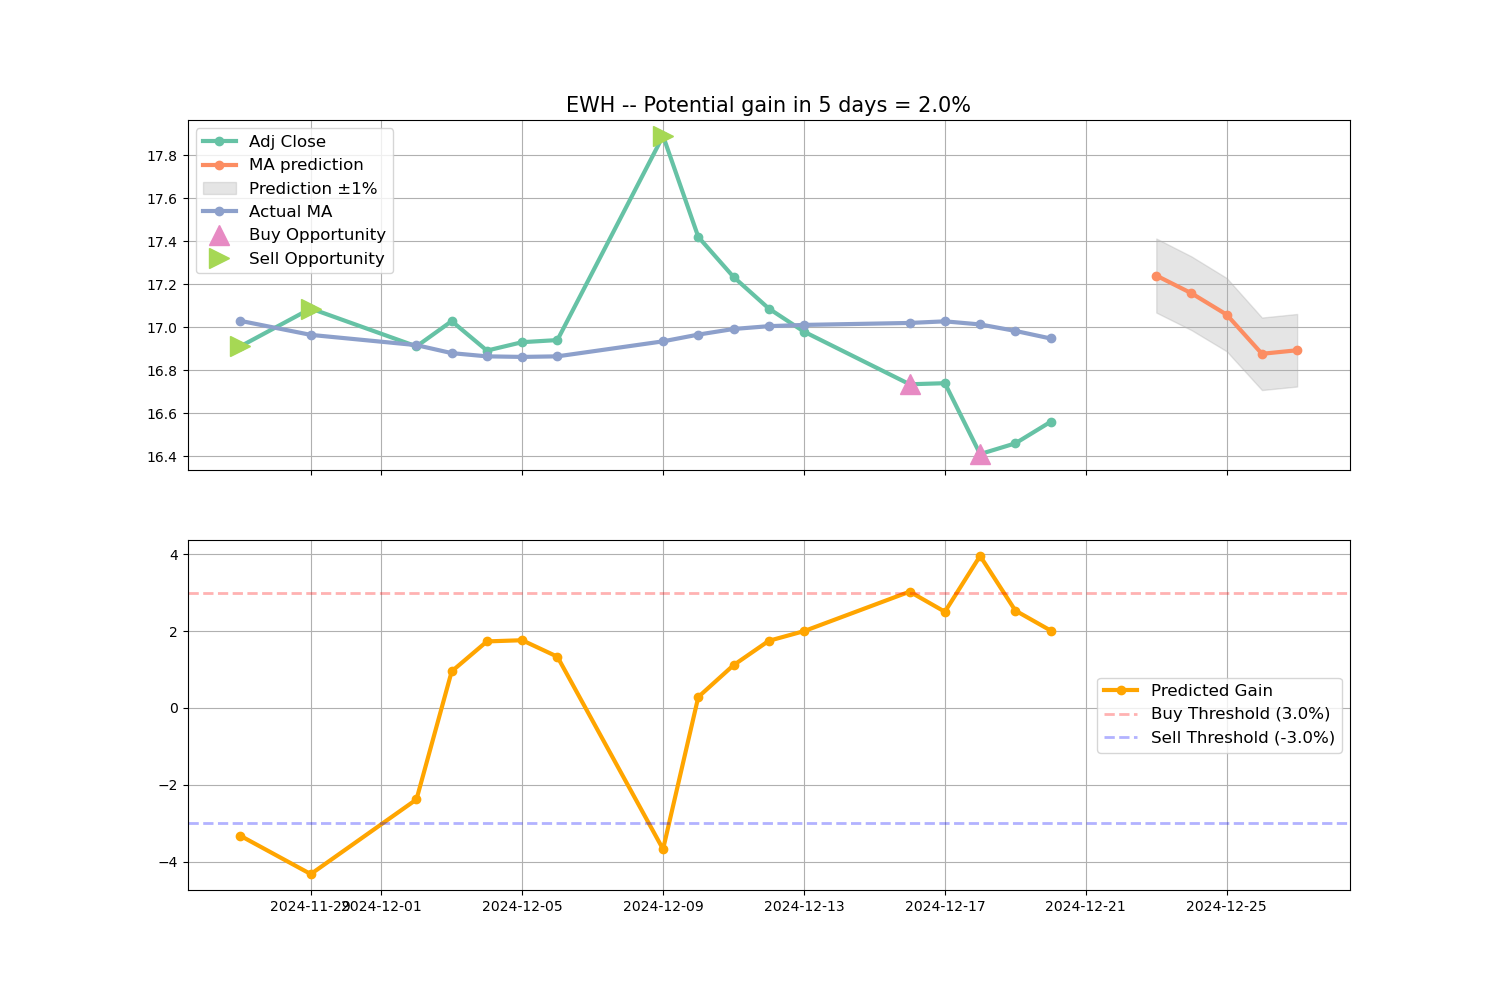 EWH -- Potential gain in 5 days = 2.0%
Adj Close
MA prediction
Prediction ±1%
Actual MA
Buy Opportunity
Sell Opportunity
17.8
17.6
17.4
17.2
17.0
16.8
16.6
16.4
4
2
0
−2
−4
Predicted Gain
Buy Threshold (3.0%)
Sell Threshold (-3.0%)
2024-11-29 2024-12-01 2024-12-05 2024-12-09 2024-12-13 2024-12-17 2024-12-21 2024-12-25